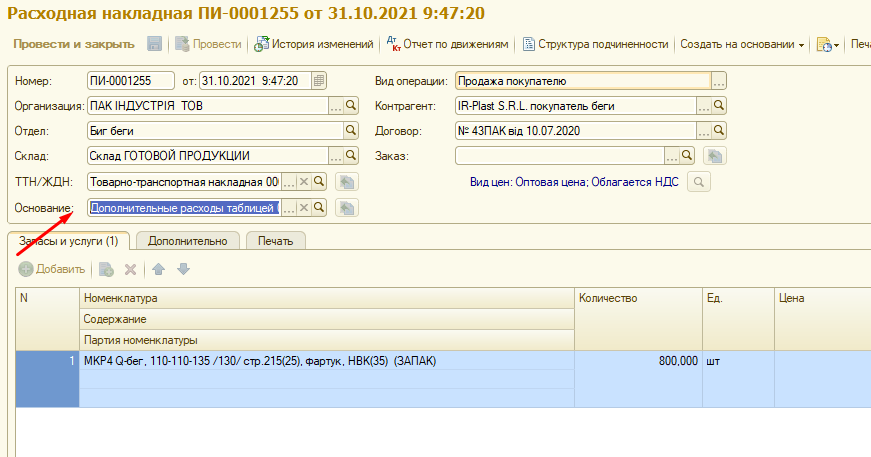 Расходная накладная ПИ-0001255 от 31.10.2021 9:47:20
Провести и закрыть Провести История изменений Дт Кт Отчет по движениям Структура подчиненности Создать на основании Печ
Номер: ПИ-0001255 от: 31.10.2021 9:47:20 Вид операции: Продажа покупателю ...
Организация: ПАК ІНДУСТРІЯ ТОВ ... Контрагент: IR-Plast S.R.L. покупатель беги ...
Отдел: Биг беги Договор: № 43ПАК від 10.07.2020 ...
Склад: Склад ГОТОВОЙ ПРОДУКЦИИ ... Заказ: ...
ТТН/ЖДН: Товарно-транспортная накладная 00 ... Вид цен: Оптовая цена; Облагается НДС
Основание: Дополнительные расходы таблицей ...
Запасы и услуги (1) Дополнительно Печать
Добавить
N Номенклатура Количество Ед. Цена
Содержание
Партия номенклатуры
1 МКР4 Q-бег, 110-110-135 /130/ стр.215(25), фартук, НВК(35) (ЗАПАК) 800,000 шт